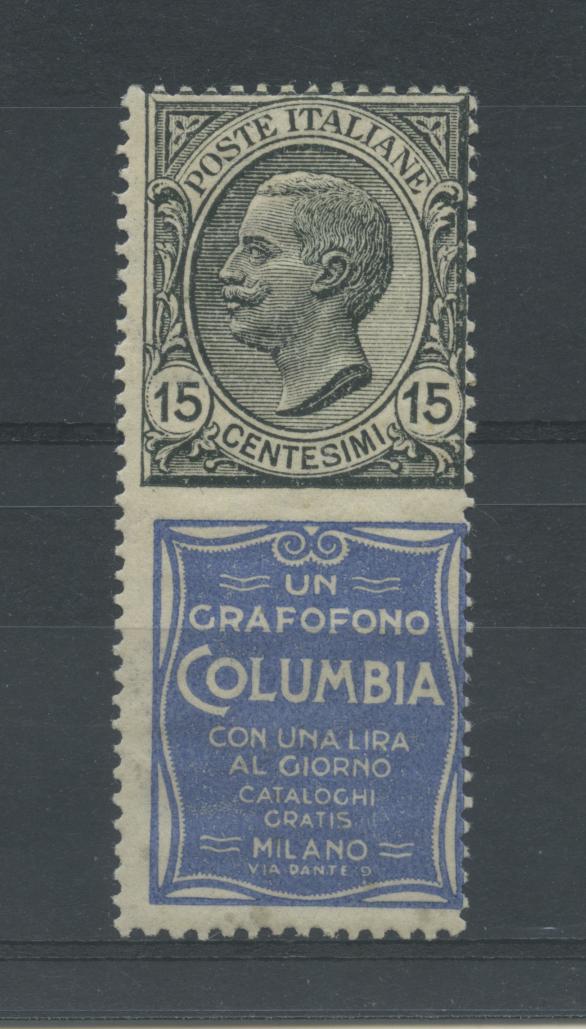 POSTE ITALIANE
15 15
CENTESIMI
UN
GRAFOFONO
COLUMBIA
CON UNA LIRA
AL GIORNO
CATALOGHI
GRATIS
MILANO
VIA DANTE 9